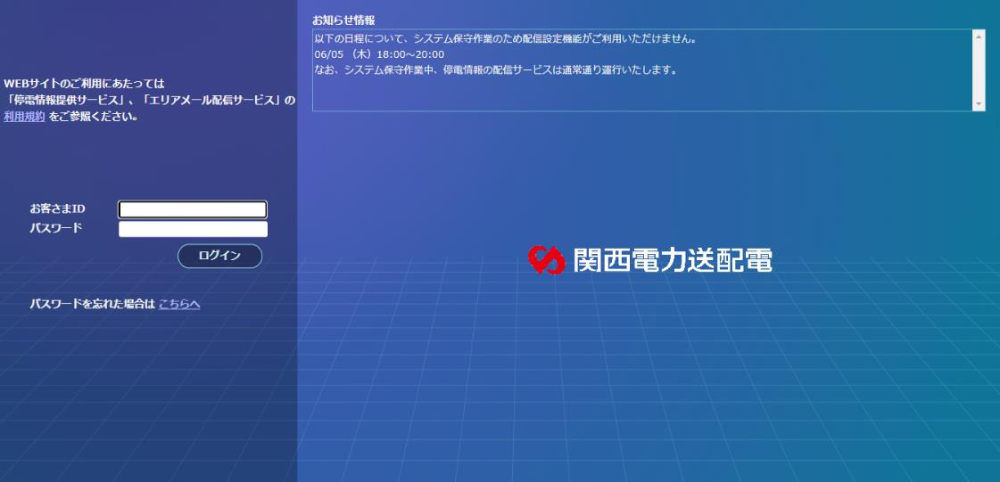 お知らせ情報
以下の日程について、システム保守作業のため配信設定機能がご利用いただけません。
06/05 （木）18:00～20:00
なお、システム保守作業中、停電情報の配信サービスは通常通り運行いたします。
WEBサイトのご利用にあたっては
「停電情報提供サービス」、「エリアメール配信サービス」の
利用規約 をご参照ください。
お客さまID
パスワード
ログイン
パスワードを忘れた場合は こちらへ
関西電力送配電